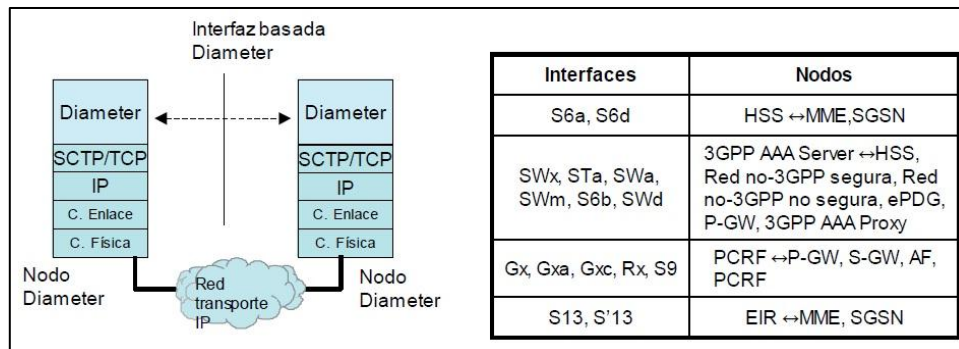 Interfaz basada
Diameter
Diameter
SCTP/TCP
IP
C. Enlace
C. Física
Nodo
Diameter
Diameter
SCTP/TCP
IP
C. Enlace
C. Física
Nodo
Diameter
Red
transporte
IP
Interfaces Nodos
S6a, S6d HSS ↔MME,SGSN
SWx, STa, SWa,
SWm, S6b, SWd
3GPP AAA Server ↔HSS,
Red no-3GPP segura, Red
no-3GPP no segura, ePDG,
P-GW, 3GPP AAA Proxy
Gx, Gxa, Gxc, Rx, S9
PCRF ↔P-GW, S-GW, AF,
PCRF
S13, S'13 EIR ↔MME, SGSN